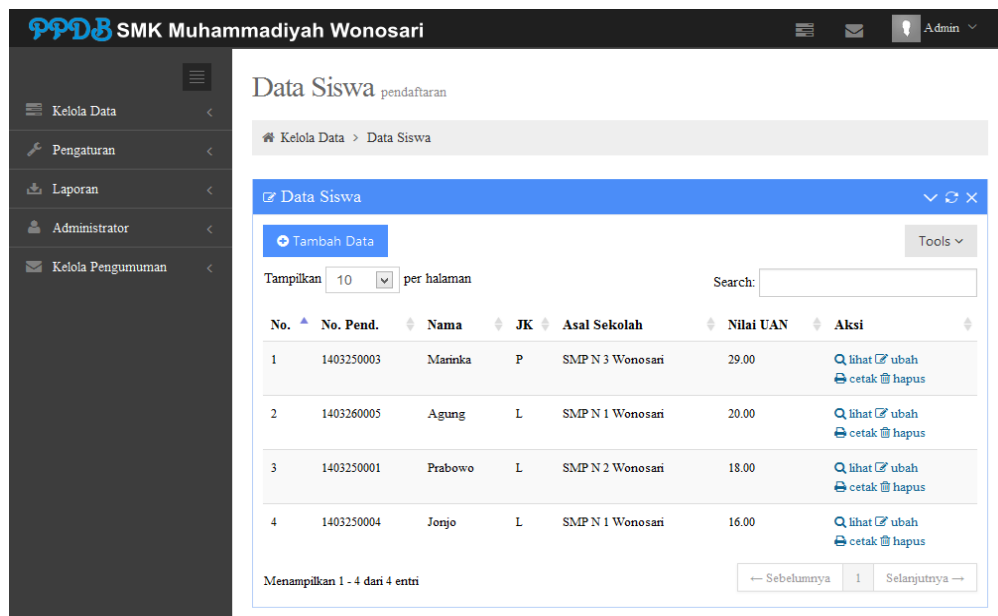 PPDB SMK Muhammadiyah Wonosari
Admin
Kelola Data
Pengaturan
Laporan
Administrator
Kelola Pengumuman
Data Siswa pendaftaran
Kelola Data > Data Siswa
Data Siswa
Tambah Data
Tools
Tampilkan 10 per halaman
Search:
No. No. Pend. Nama JK Asal Sekolah Nilai UAN Aksi
1 1403250003 Marinka P SMP N 3 Wonosari 29.00 lihat ubah
cetak hapus
2 1403260005 Agung L SMP N 1 Wonosari 20.00 lihat ubah
cetak hapus
3 1403250001 Prabowo L SMP N 2 Wonosari 18.00 lihat ubah
cetak hapus
4 1403250004 Jonjo L SMP N 1 Wonosari 16.00 lihat ubah
cetak hapus
Menampilkan 1 - 4 dari 4 entri
← Sebelumnya 1 Selanjutnya →